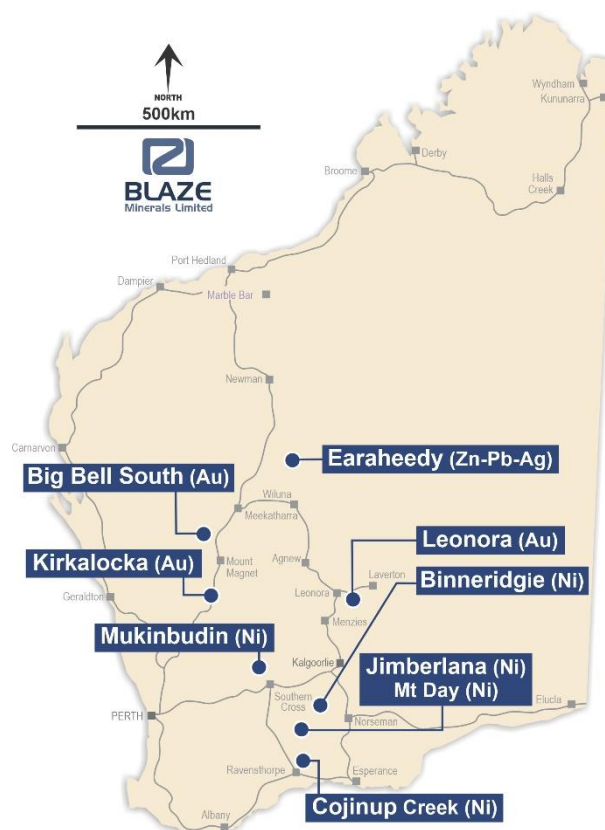 NORTH
500km
BLAZE
Minerals Limited
Wyndham
Kununarra
Derby
Broome
Halls
Creek
Port Hedland
Dampier
Marble Bar
Newman
Carnarvon
Earaheedy (Zn-Pb-Ag)
Big Bell South (Au)
Wiluna
Meekatharra
Leonora (Au)
Kirkalocka (Au)
Mount
Magnet
Agnew
Laverton
Binneridgie (Ni)
Geraldton
Leonora
Menzies
Mukinbudin (Ni)
Kalgoorlie
Jimberlana (Ni)
Mt Day (Ni)
Southern
Cross
Eucla
PERTH
Norseman
Ravensthorpe
Esperance
Cojinup Creek (Ni)
Albany